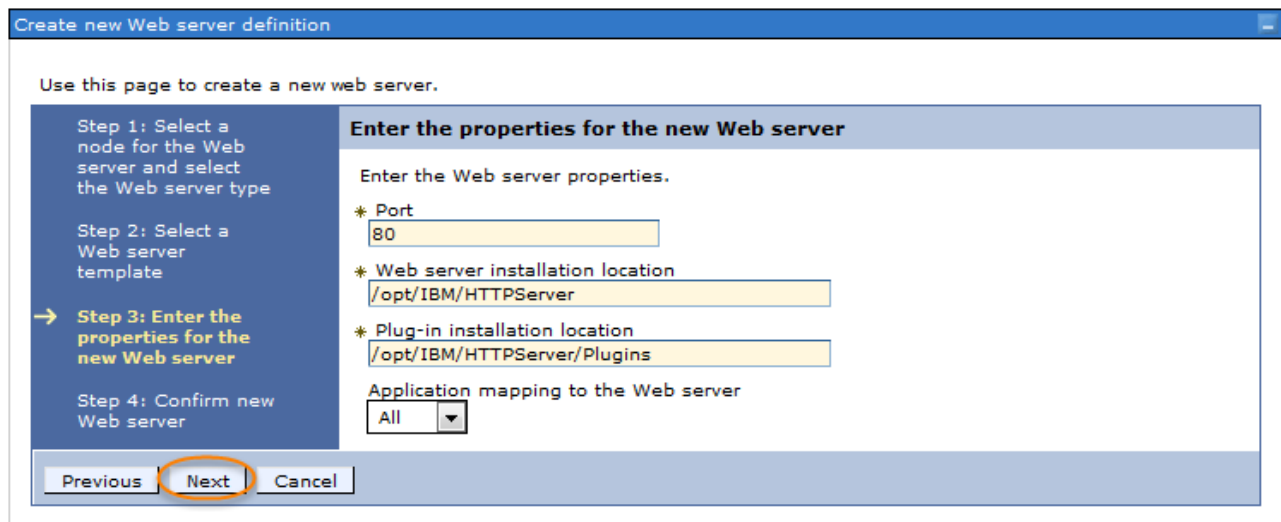 Create new Web server definition
Use this page to create a new web server.
Step 1: Select a
node for the Web
server and select
the Web server type
Step 2: Select a
Web server
template
Step 3: Enter the
properties for the
new Web server
Step 4: Confirm new
Web server
Enter the properties for the new Web server
Enter the Web server properties.
* Port
80
* Web server installation location
/opt/IBM/HTTPServer
* Plug-in installation location
/opt/IBM/HTTPServer/Plugins
Application mapping to the Web server
All
Previous Next Cancel